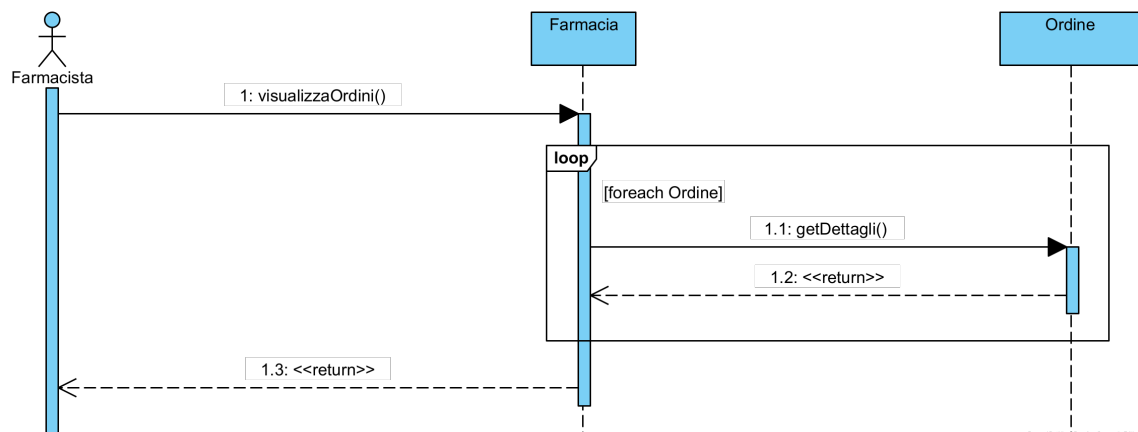 Farmacia
Ordine
Farmacista
1: visualizzaOrdini()
loop
[foreach Ordine]
1.1: getDettagli()
1.2: <<return>>
1.3: <<return>>